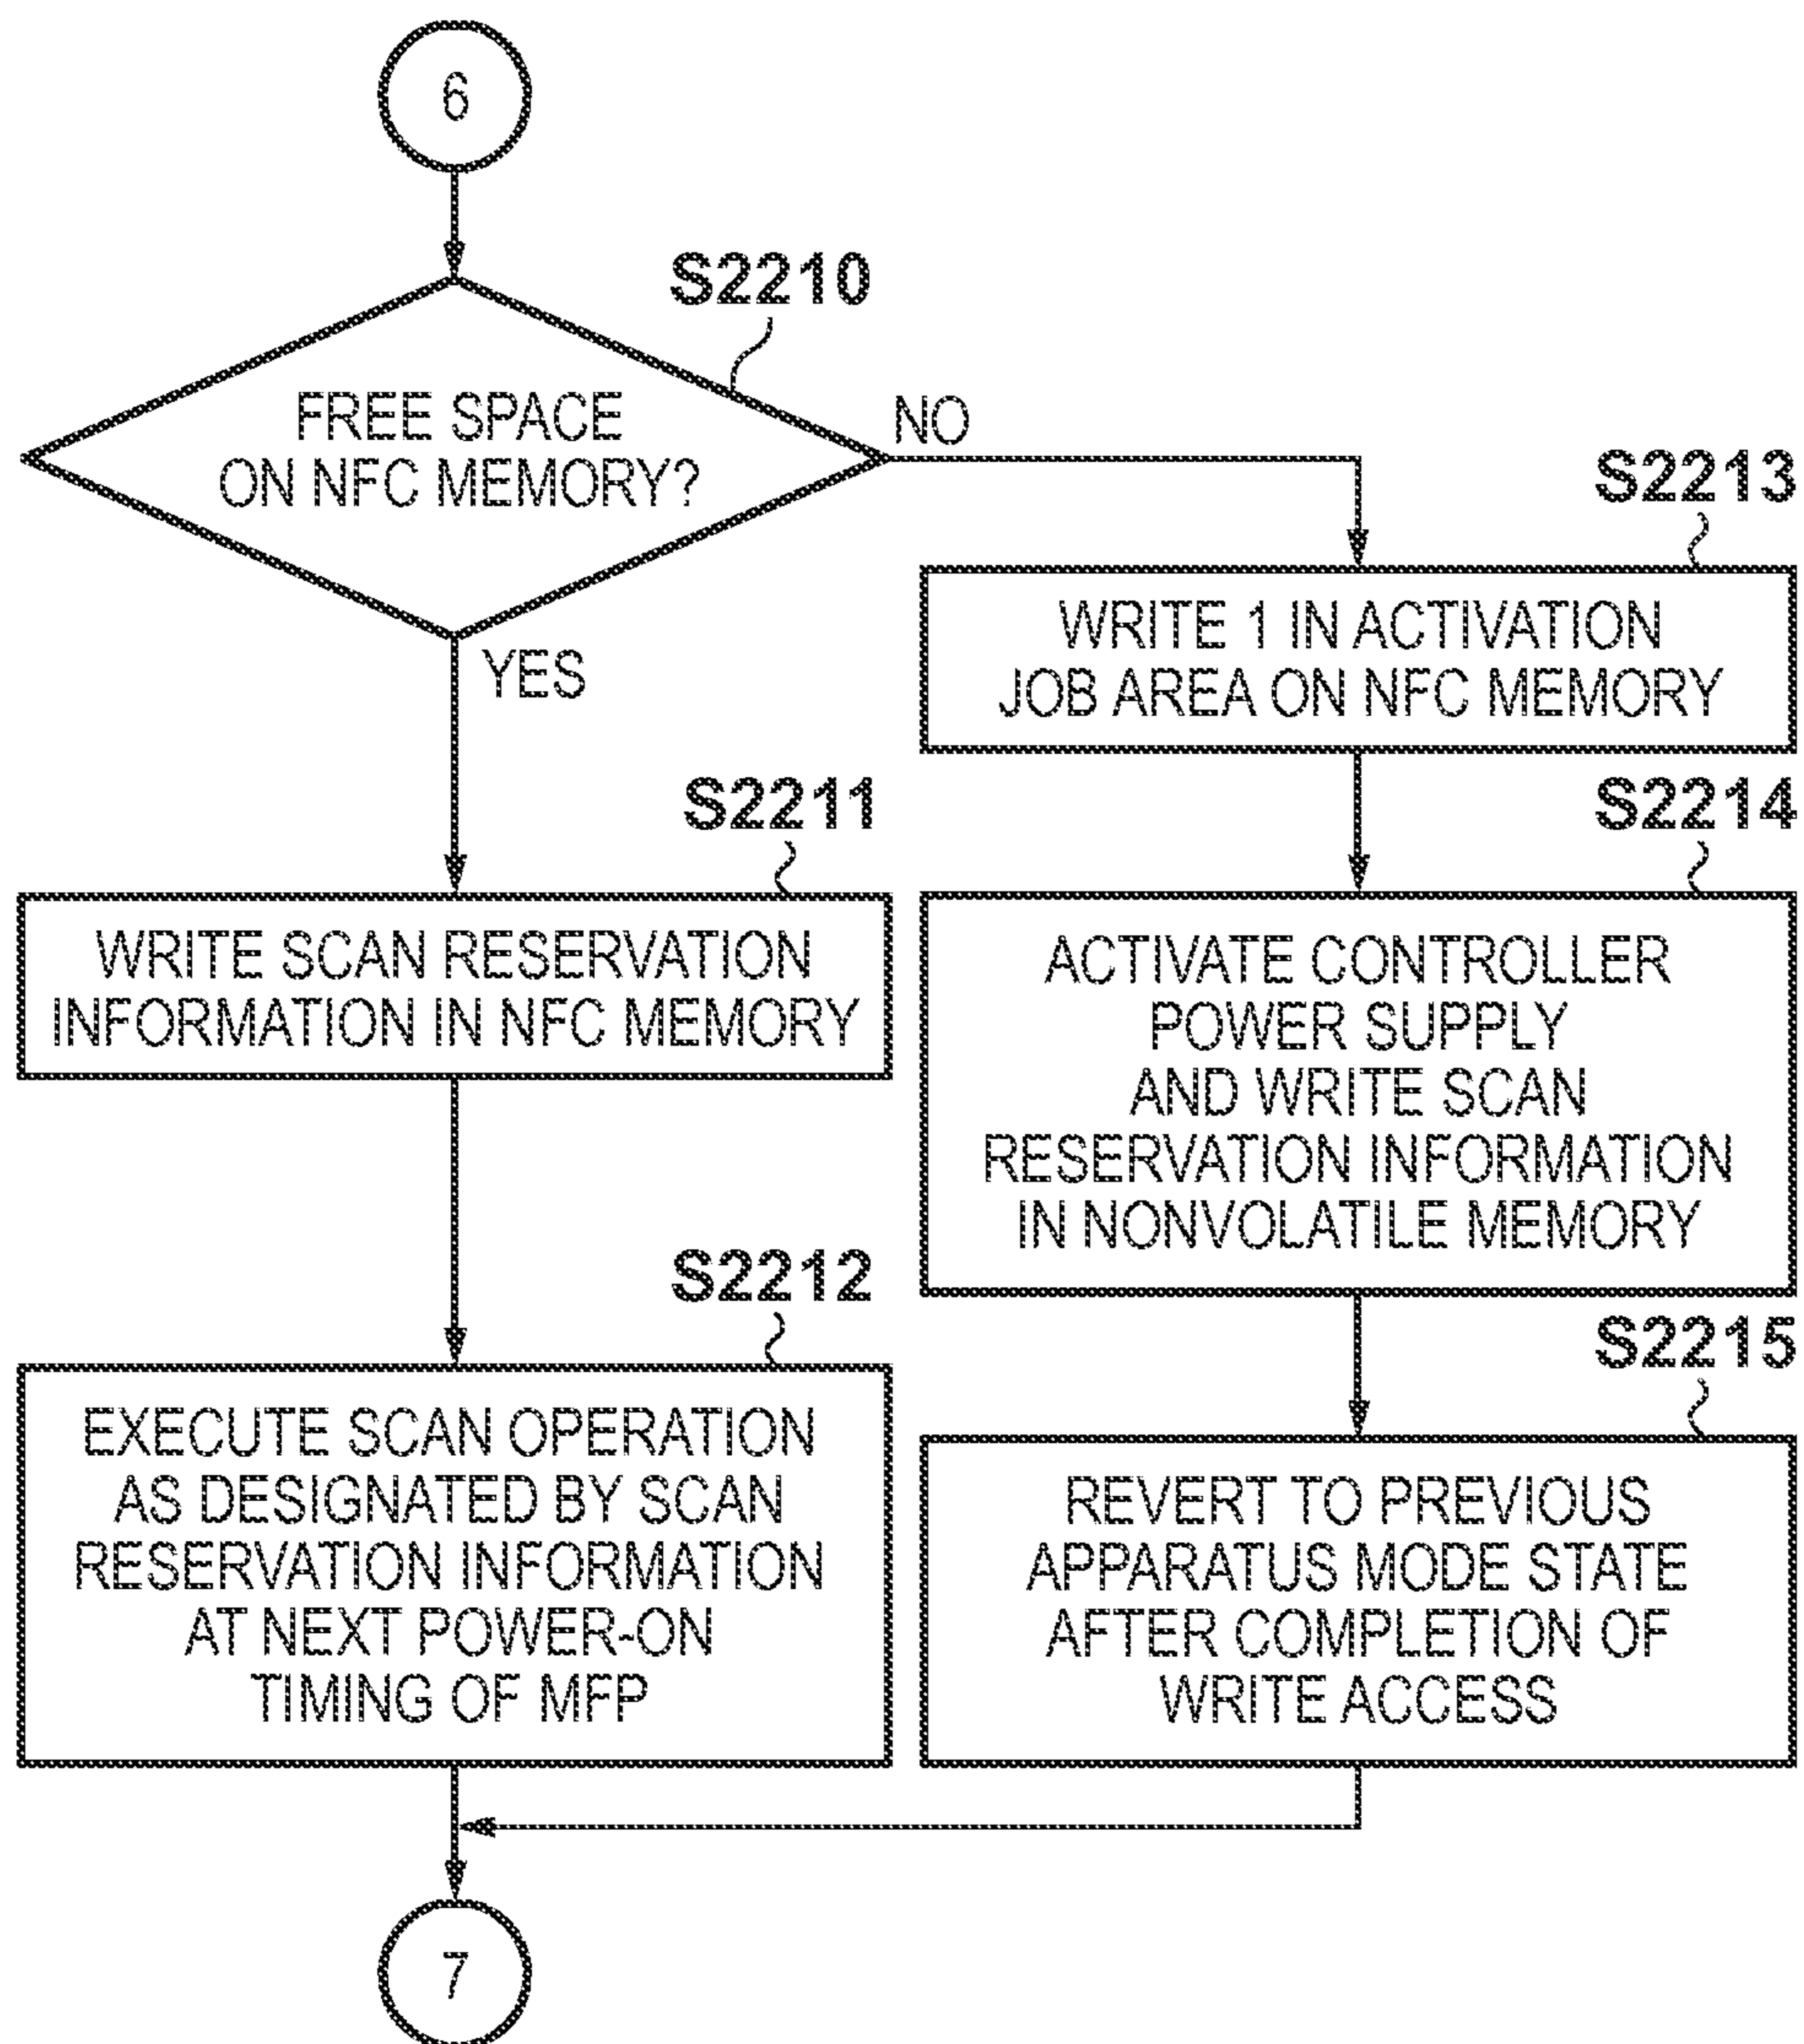 6
S2210
FREE SPACE
ON NFC MEMORY?
NO
YES
S2213
WRITE 1 IN ACTIVATION
JOB AREA ON NFC MEMORY
S2211
WRITE SCAN RESERVATION
INFORMATION IN NFC MEMORY
S2214
ACTIVATE CONTROLLER
POWER SUPPLY
AND WRITE SCAN
RESERVATION INFORMATION
IN NONVOLATILE MEMORY
S2212
EXECUTE SCAN OPERATION
AS DESIGNATED BY SCAN
RESERVATION INFORMATION
AT NEXT POWER-ON
TIMING OF MFP
S2215
REVERT TO PREVIOUS
APPARATUS MODE STATE
AFTER COMPLETION OF
WRITE ACCESS
7